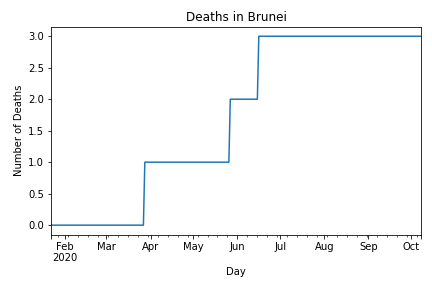 Deaths in Brunei
Number of Deaths
3.0
2.5
2.0
1.5
1.0
0.5
0.0
Feb Mar Apr May Jun Jul Aug Sep Oct
2020
Day